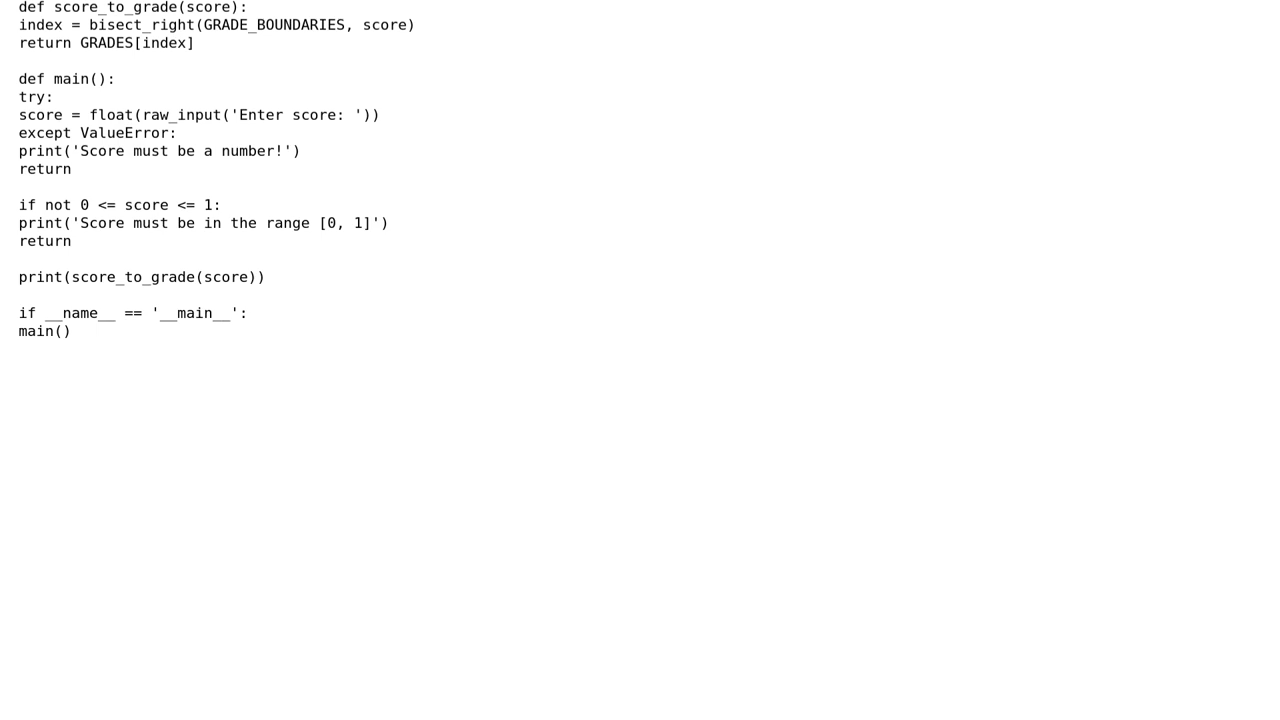 def score_to_grade(score):
index = bisect_right(GRADE_BOUNDARIES, score)
return GRADES[index]

def main():
try:
score = float(raw_input('Enter score: '))
except ValueError:
print('Score must be a number!')
return

if not 0 <= score <= 1:
print('Score must be in the range [0, 1]')
return

print(score_to_grade(score))

if __name__ == '__main__':
main()